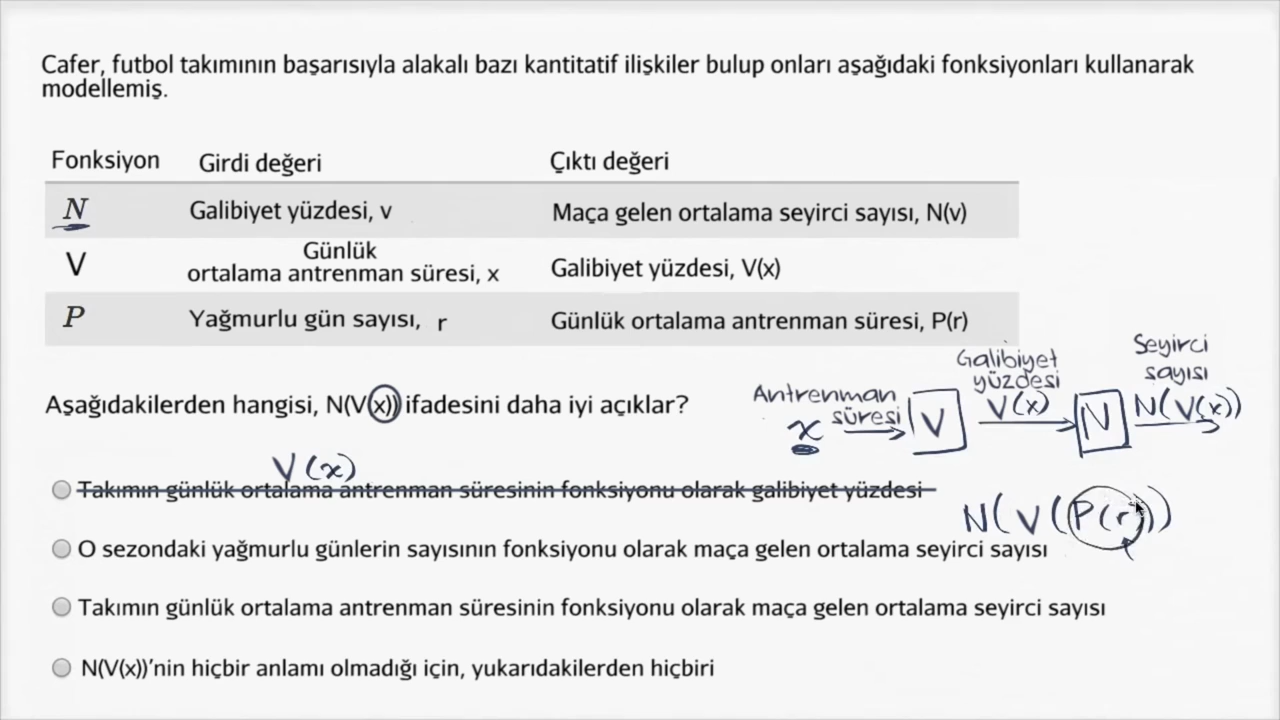 Cafer, futbol takımının başarısıyla alakalı bazı kantitatif ilişkiler bulup onları aşağıdaki fonksiyonları kullanarak
modellemiş.
Fonksiyon Girdi değeri Çıktı değeri
N Galibiyet yüzdesi, v Maça gelen ortalama seyirci sayısı, N(v)
V Günlük
ortalama antrenman süresi, x Galibiyet yüzdesi, V(x)
P Yağmurlu gün sayısı, r Günlük ortalama antrenman süresi, P(r)
Aşağıdakilerden hangisi, N(V(x)) ifadesini daha iyi açıklar?
Antrenman
süresi
x
V
Galibiyet
yüzdesi
V(x)
N
Seyirci
sayısı
N(V(x))
V(x)
Takımın günlük ortalama antrenman süresinin fonksiyonu olarak galibiyet yüzdesi
N(V(P(r)))
O sezondaki yağmurlu günlerin sayısının fonksiyonu olarak maça gelen ortalama seyirci sayısı
Takımın günlük ortalama antrenman süresinin fonksiyonu olarak maça gelen ortalama seyirci sayısı
N(V(x))'nin hiçbir anlamı olmadığı için, yukarıdakilerden hiçbiri